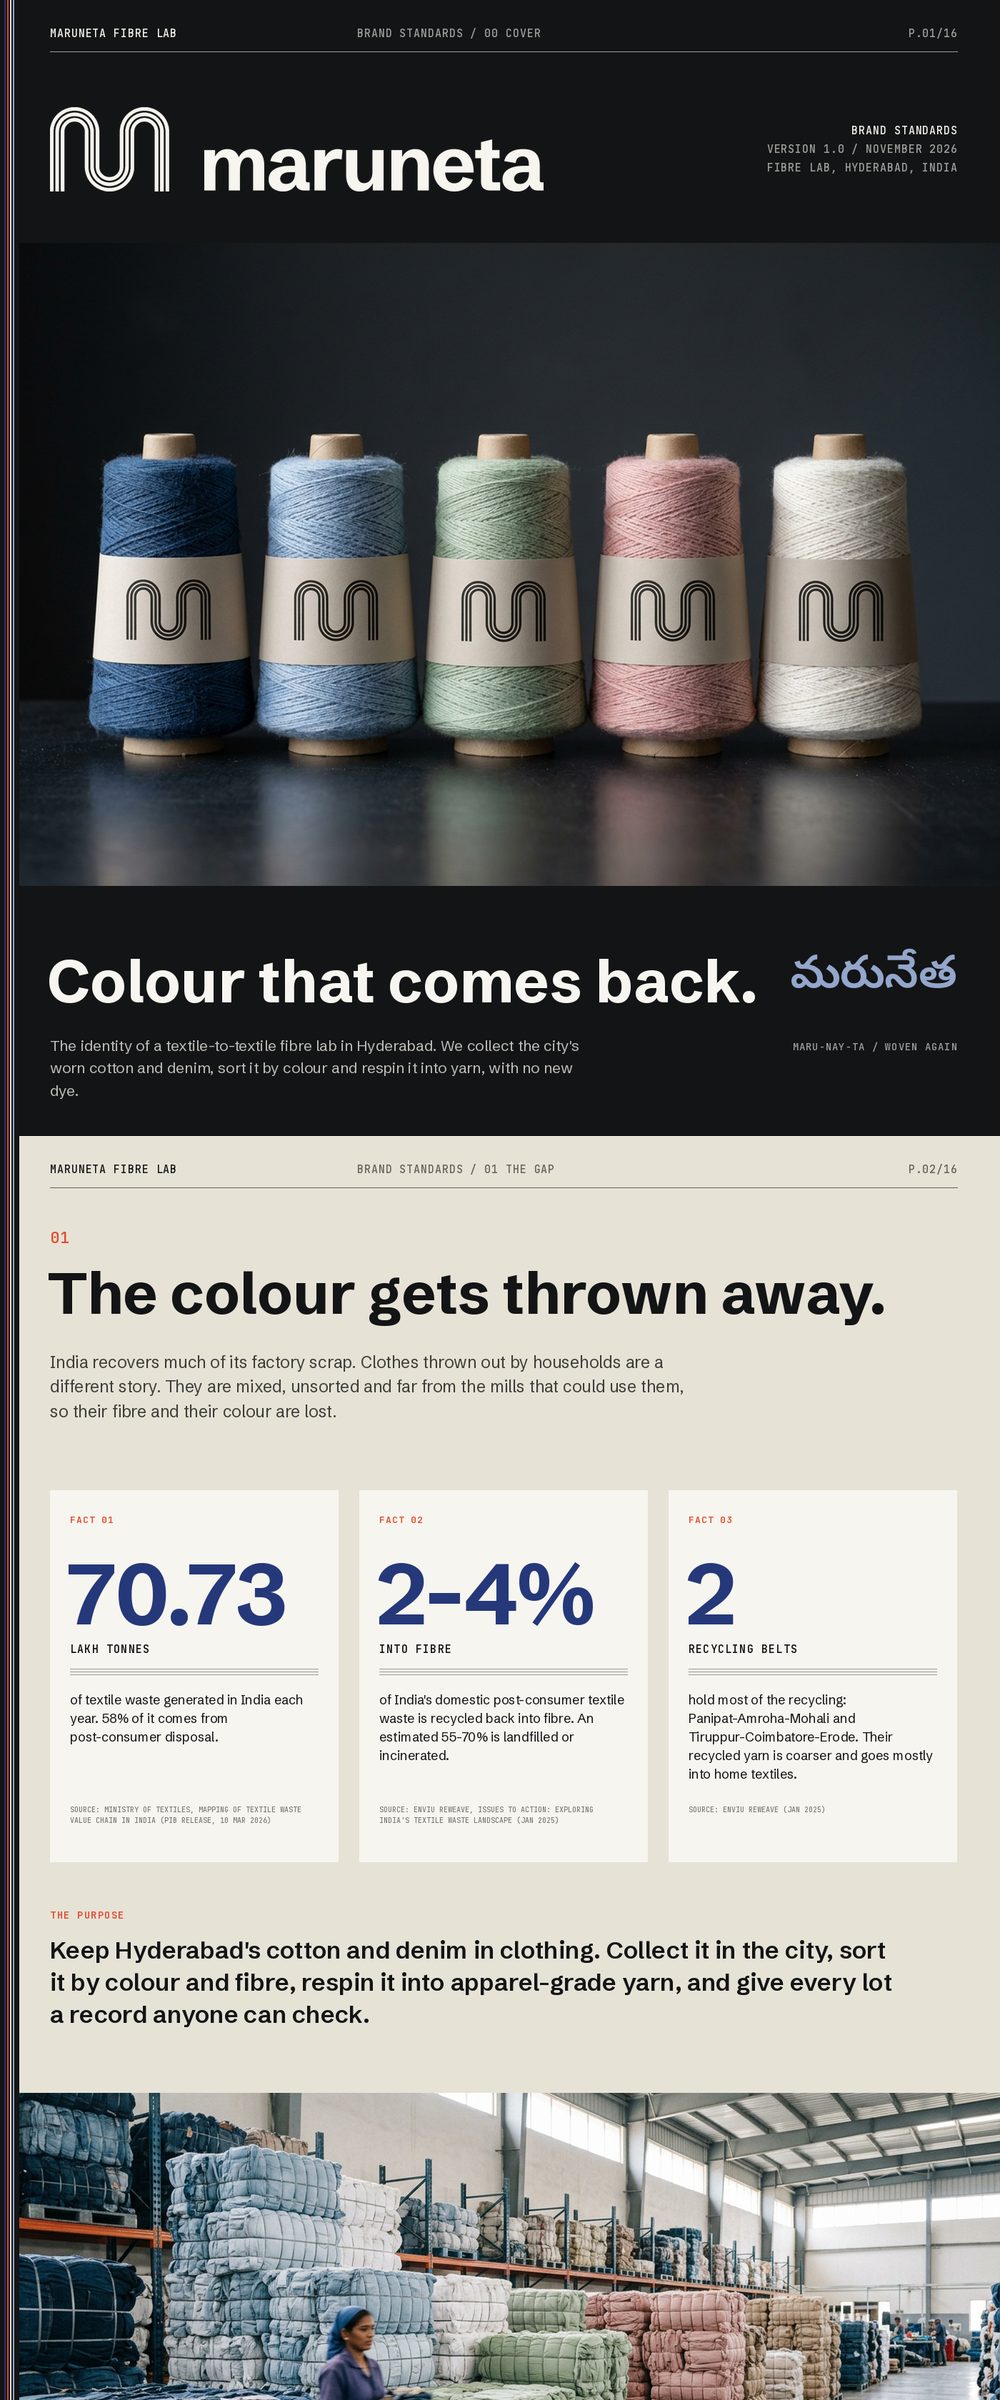 MARUNETA FIBRE LAB
BRAND STANDARDS / 00 COVER
P.01/16
maruneta
BRAND STANDARDS
VERSION 1.0 / NOVEMBER 2026
FIBRE LAB, HYDERABAD, INDIA
Colour that comes back.
మరునేత
The identity of a textile-to-textile fibre lab in Hyderabad. We collect the city's
worn cotton and denim, sort it by colour and respin it into yarn, with no new
dye.
MARU-NAY-TA / WOVEN AGAIN
MARUNETA FIBRE LAB
BRAND STANDARDS / 01 THE GAP
P.02/16
01
The colour gets thrown away.
India recovers much of its factory scrap. Clothes thrown out by households are a
different story. They are mixed, unsorted and far from the mills that could use them,
so their fibre and their colour are lost.
FACT 01
70.73
LAKH TONNES
of textile waste generated in India each
year. 58% of it comes from
post-consumer disposal.
SOURCE: MINISTRY OF TEXTILES, MAPPING OF TEXTILE WASTE
VALUE CHAIN IN INDIA (PIB RELEASE, 10 MAR 2026)
FACT 02
2-4%
INTO FIBRE
of India's domestic post-consumer textile
waste is recycled back into fibre. An
estimated 55-70% is landfilled or
incinerated.
SOURCE: ENVIU REWEAVE, ISSUES TO ACTION: EXPLORING
INDIA'S TEXTILE WASTE LANDSCAPE (JAN 2025)
FACT 03
2
RECYCLING BELTS
hold most of the recycling:
Panipat-Amroha-Mohali and
Tiruppur-Coimbatore-Erode. Their
recycled yarn is coarser and goes mostly
into home textiles.
SOURCE: ENVIU REWEAVE (JAN 2025)
THE PURPOSE
Keep Hyderabad's cotton and denim in clothing. Collect it in the city, sort
it by colour and fibre, respin it into apparel-grade yarn, and give every lot
a record anyone can check.